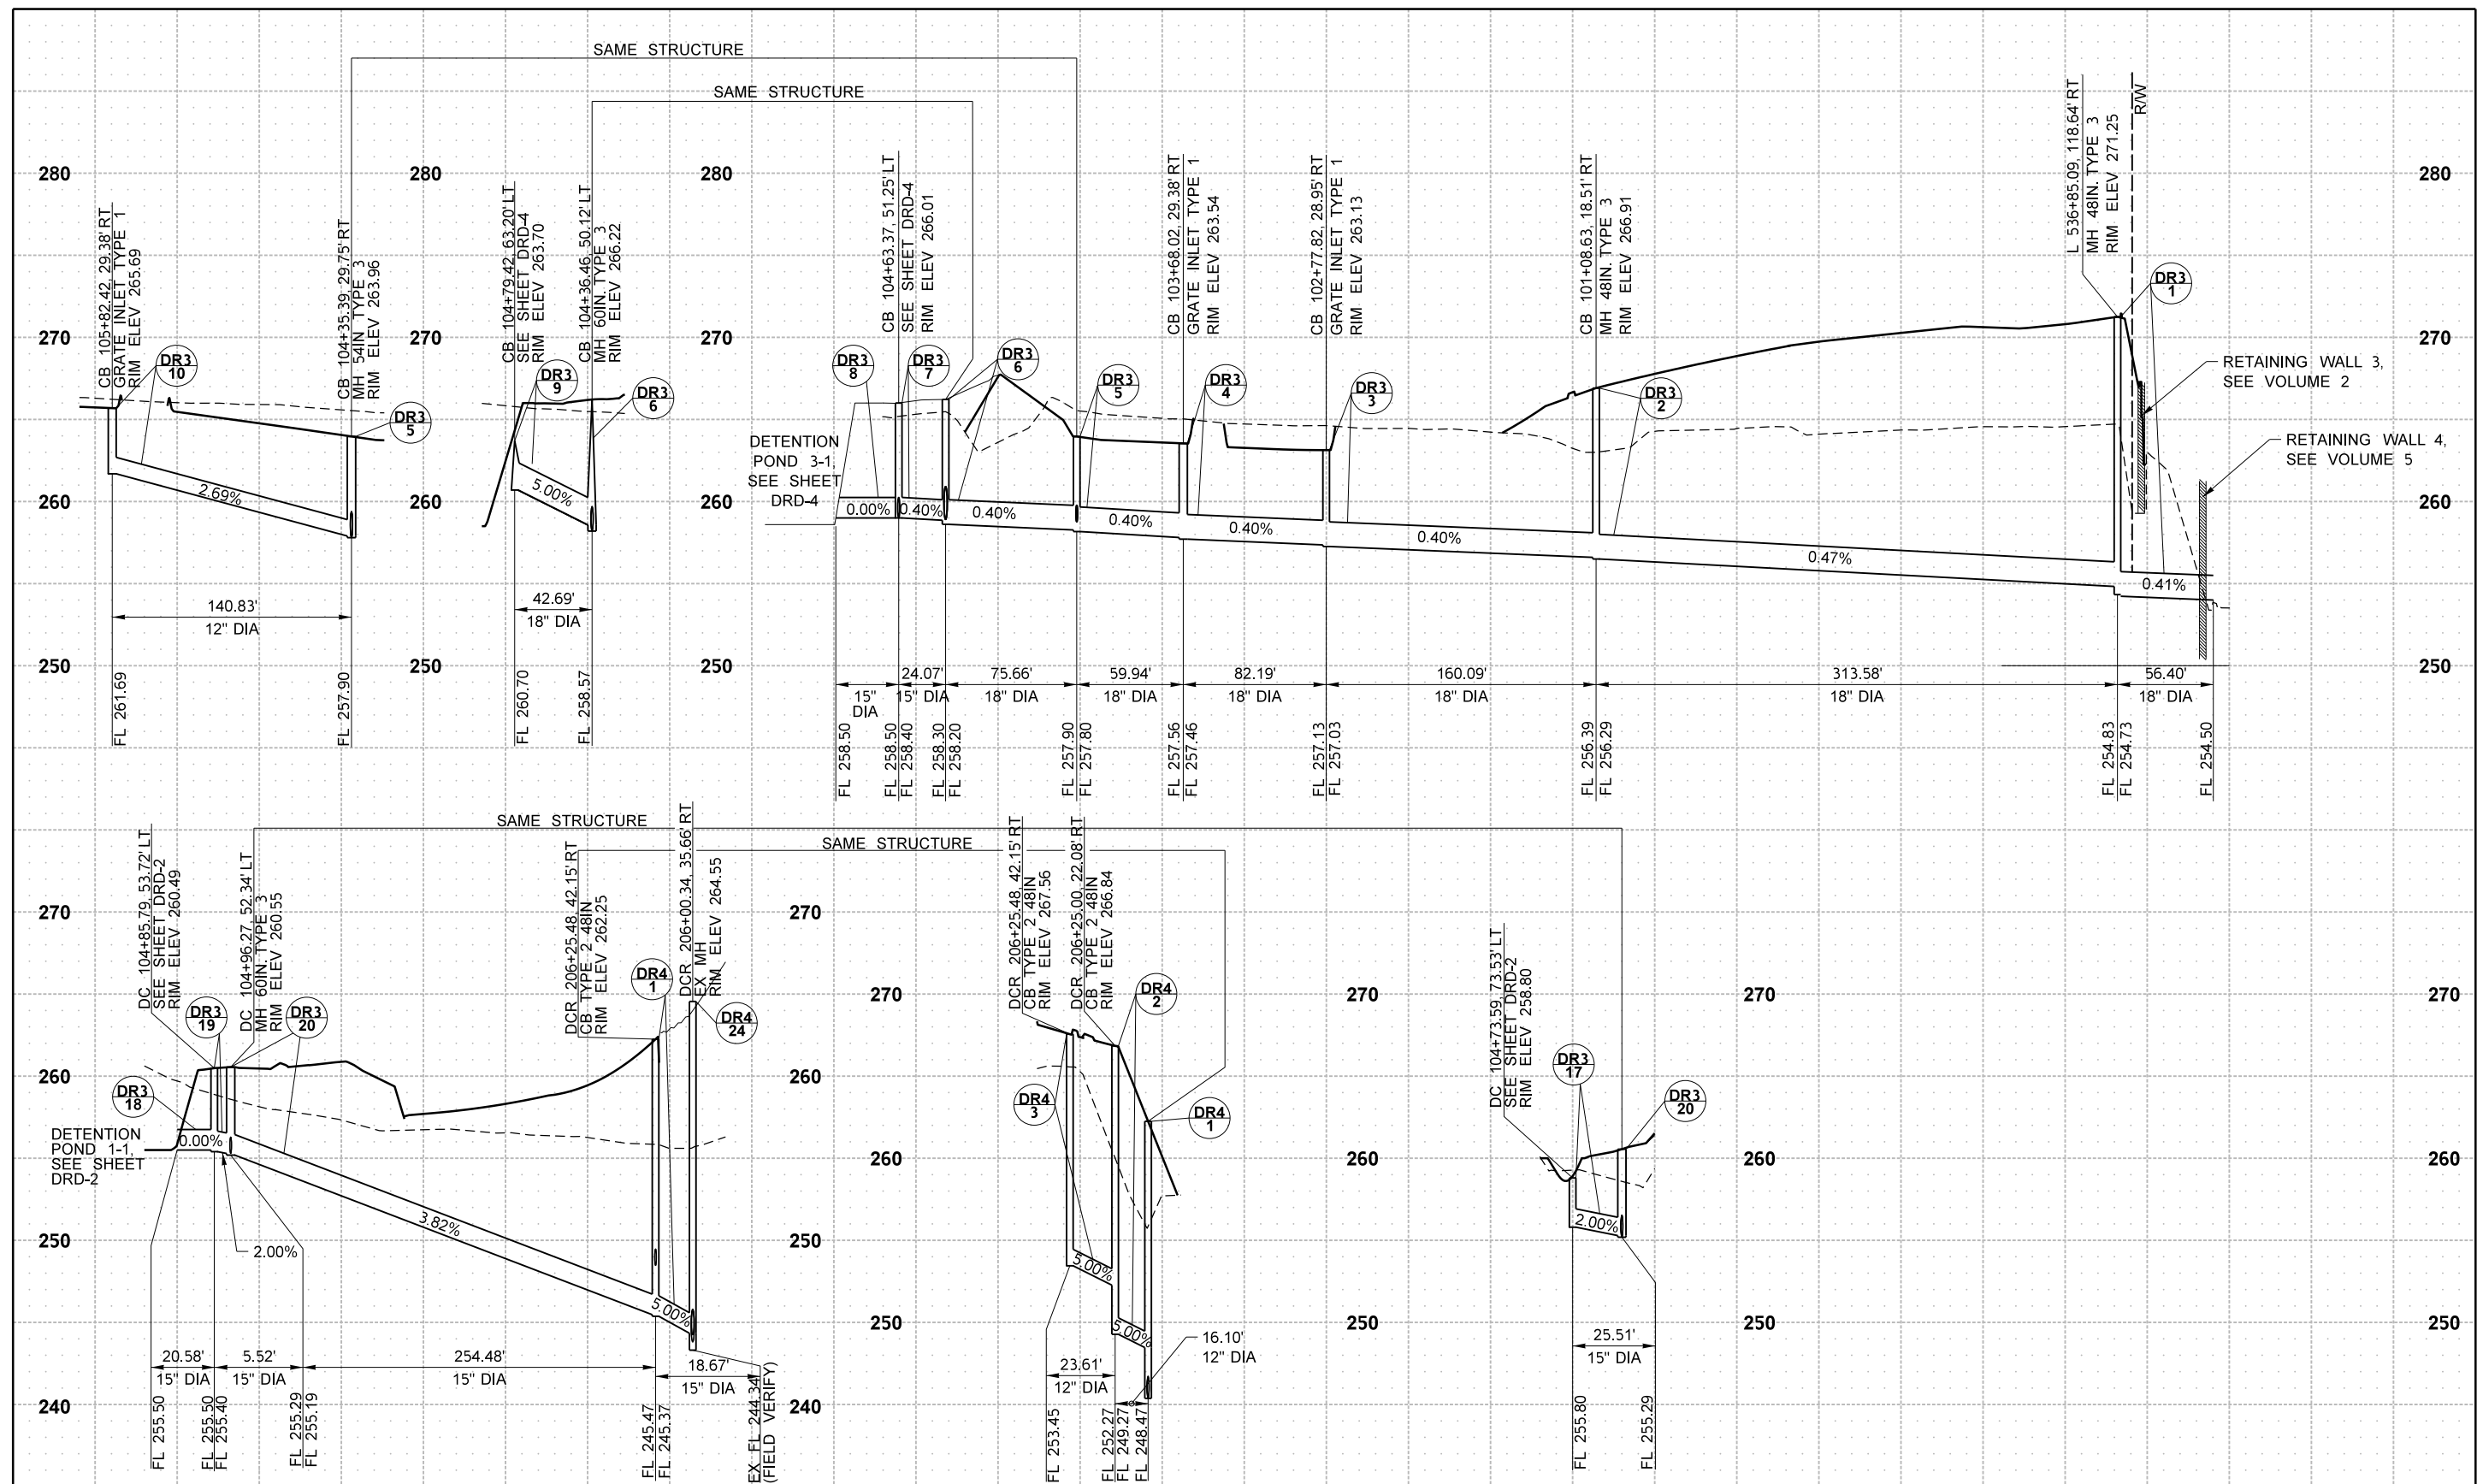 SAME STRUCTURE
SAME STRUCTURE
280
280
280
280
270
270
270
270
260
260
260
260
250
250
250
250
CB 105+82.42, 29.38' RT
GRATE INLET TYPE 1
RIM ELEV 265.69
DR3
10
CB 104+35.39, 29.75' RT
MH 54IN TYPE 3
RIM ELEV 263.96
DR3
5
2.69%
140.83'
12" DIA
FL 261.69
FL 257.90
CB 104+79.42, 63.20' LT
SEE SHEET DRD-4
RIM ELEV 263.70
DR3
9
CB 104+36.46, 50.12' LT
MH 60IN. TYPE 3
RIM ELEV 266.22
DR3
6
5.00%
42.69'
18" DIA
FL 260.70
FL 258.57
DETENTION
POND 3-1,
SEE SHEET
DRD-4
DR3
8
CB 104+63.37, 51.25' LT
SEE SHEET DRD-4
RIM ELEV 266.01
DR3
7
DR3
6
DR3
5
CB 103+68.02, 29.38' RT
GRATE INLET TYPE 1
RIM ELEV 263.54
DR3
4
CB 102+77.82, 28.95' RT
GRATE INLET TYPE 1
RIM ELEV 263.13
DR3
3
CB 101+08.63, 18.51' RT
MH 48IN. TYPE 3
RIM ELEV 266.91
DR3
2
L 536+85.09, 118.64' RT
MH 48IN. TYPE 3
RIM ELEV 271.25
R/W
DR3
1
RETAINING WALL 3,
SEE VOLUME 2
RETAINING WALL 4,
SEE VOLUME 5
0.00%
0.40%
0.40%
0.40%
0.40%
0.40%
0.47%
0.41%
15"
DIA
24.07'
15" DIA
75.66'
18" DIA
59.94'
18" DIA
82.19'
18" DIA
160.09'
18" DIA
313.58'
18" DIA
56.40'
18" DIA
FL 258.50
FL 258.50
FL 258.40
FL 258.30
FL 258.20
FL 257.90
FL 257.80
FL 257.56
FL 257.46
FL 257.13
FL 257.03
FL 256.39
FL 256.29
FL 254.83
FL 254.73
FL 254.50
SAME STRUCTURE
SAME STRUCTURE
270
270
270
270
270
270
260
260
260
260
260
250
250
250
250
250
240
240
DC 104+85.79, 53.72' LT
SEE SHEET DRD-2
RIM ELEV 260.49
DR3
19
DC 104+96.27, 52.34' LT
MH 60IN. TYPE 3
RIM ELEV 260.55
DR3
20
DR3
18
DETENTION
POND 1-1,
SEE SHEET
DRD-2
0.00%
2.00%
3.82%
DCR 206+25.48, 42.15' RT
CB TYPE 2 48IN
RIM ELEV 262.25
DR4
1
DCR 206+00.34, 35.66' RT
EX MH
RIM ELEV 264.55
DR4
24
5.00%
20.58'
15" DIA
5.52'
15" DIA
254.48'
15" DIA
18.67'
15" DIA
FL 255.50
FL 255.50
FL 255.40
FL 255.29
FL 255.19
FL 245.47
FL 245.37
EX FL 244.34
(FIELD VERIFY)
DCR 206+25.48, 42.15' RT
CB TYPE 2 48IN
RIM ELEV 267.56
DCR 206+25.00, 22.08' RT
CB TYPE 2 48IN
RIM ELEV 266.84
DR4
2
DR4
3
DR4
1
5.00%
5.00%
16.10'
12" DIA
23.61'
12" DIA
FL 253.45
FL 252.27
FL 249.27
FL 248.47
DC 104+73.59, 73.53' LT
SEE SHEET DRD-2
RIM ELEV 258.80
DR3
17
DR3
20
2.00%
25.51'
15" DIA
FL 255.80
FL 255.29